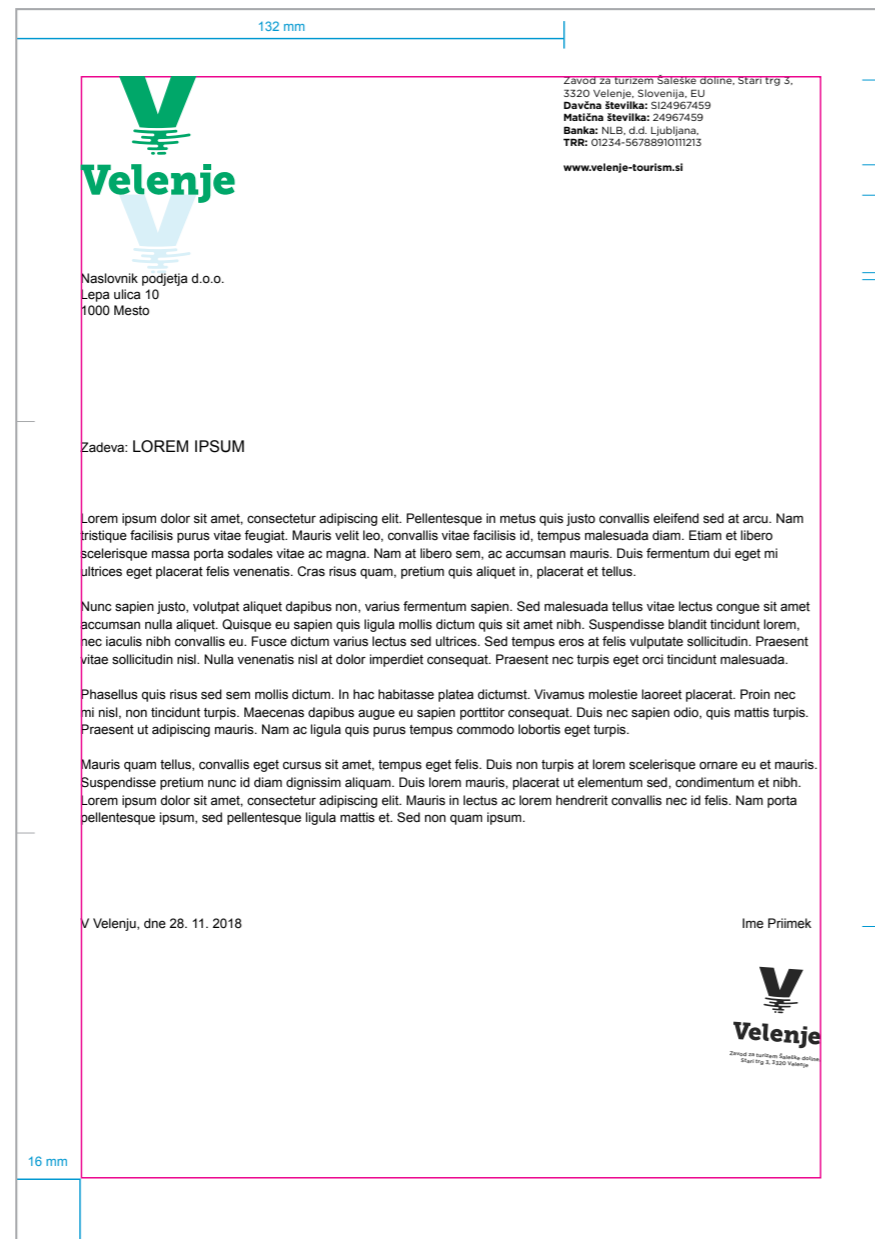 132 mm
Velenje
Zavod za turizem Šaleške doline, Stari trg 3,
3320 Velenje, Slovenija, EU
Davčna številka: SI24967459
Matična številka: 24967459
Banka: NLB, d.d. Ljubljana,
TRR: 01234-56788910111213
www.velenje-tourism.si
Naslovnik podjetja d.o.o.
Lepa ulica 10
1000 Mesto
Zadeva: LOREM IPSUM
Lorem ipsum dolor sit amet, consectetur adipiscing elit. Pellentesque in metus quis justo convallis eleifend sed at arcu. Nam
tristique facilisis purus vitae feugiat. Mauris velit leo, convallis vitae facilisis id, tempus malesuada diam. Etiam et libero
scelerisque massa porta sodales vitae ac magna. Nam at libero sem, ac accumsan mauris. Duis fermentum dui eget mi
ultrices eget placerat felis venenatis. Cras risus quam, pretium quis aliquet in, placerat et tellus.
Nunc sapien justo, volutpat aliquet dapibus non, varius fermentum sapien. Sed malesuada tellus vitae lectus congue sit amet
accumsan nulla aliquet. Quisque eu sapien quis ligula mollis dictum quis sit amet nibh. Suspendisse blandit tincidunt lorem,
nec iaculis nibh convallis eu. Fusce dictum varius lectus sed ultrices. Sed tempus eros at felis vulputate sollicitudin. Praesent
vitae sollicitudin nisl. Nulla venenatis nisl at dolor imperdiet consequat. Praesent nec turpis eget orci tincidunt malesuada.
Phasellus quis risus sed sem mollis dictum. In hac habitasse platea dictumst. Vivamus molestie laoreet placerat. Proin nec
mi nisl, non tincidunt turpis. Maecenas dapibus augue eu sapien porttitor consequat. Duis nec sapien odio, quis mattis turpis.
Praesent ut adipiscing mauris. Nam ac ligula quis purus tempus commodo lobortis eget turpis.
Mauris quam tellus, convallis eget cursus sit amet, tempus eget felis. Duis non turpis at lorem scelerisque ornare eu et mauris.
Suspendisse pretium nunc id diam dignissim aliquam. Duis lorem mauris, placerat ut elementum sed, condimentum et nibh.
Lorem ipsum dolor sit amet, consectetur adipiscing elit. Mauris in lectus ac lorem hendrerit convallis nec id felis. Nam porta
pellentesque ipsum, sed pellentesque ligula mattis et. Sed non quam ipsum.
V Velenju, dne 28. 11. 2018
Ime Priimek
Velenje
Zavod za turizem Šaleške doline,
Stari trg 3, 3320 Velenje
16 mm